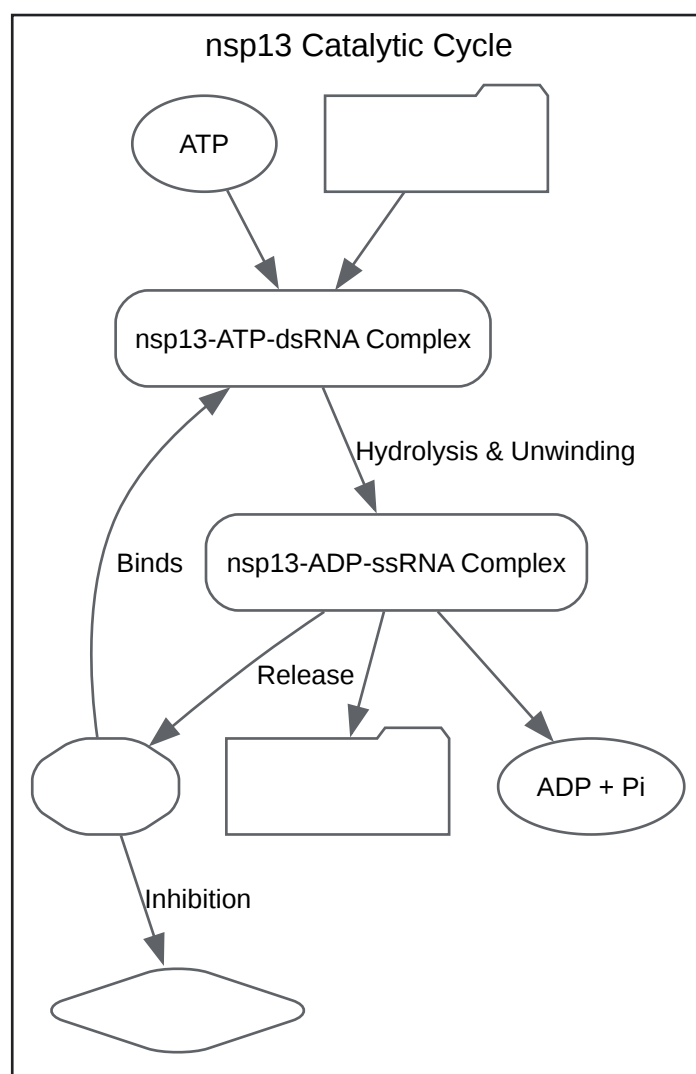 nsp13 Catalytic Cycle
ATP
nsp13-ATP-dsRNA Complex
Hydrolysis & Unwinding
Binds
nsp13-ADP-ssRNA Complex
Release
ADP + Pi
Inhibition